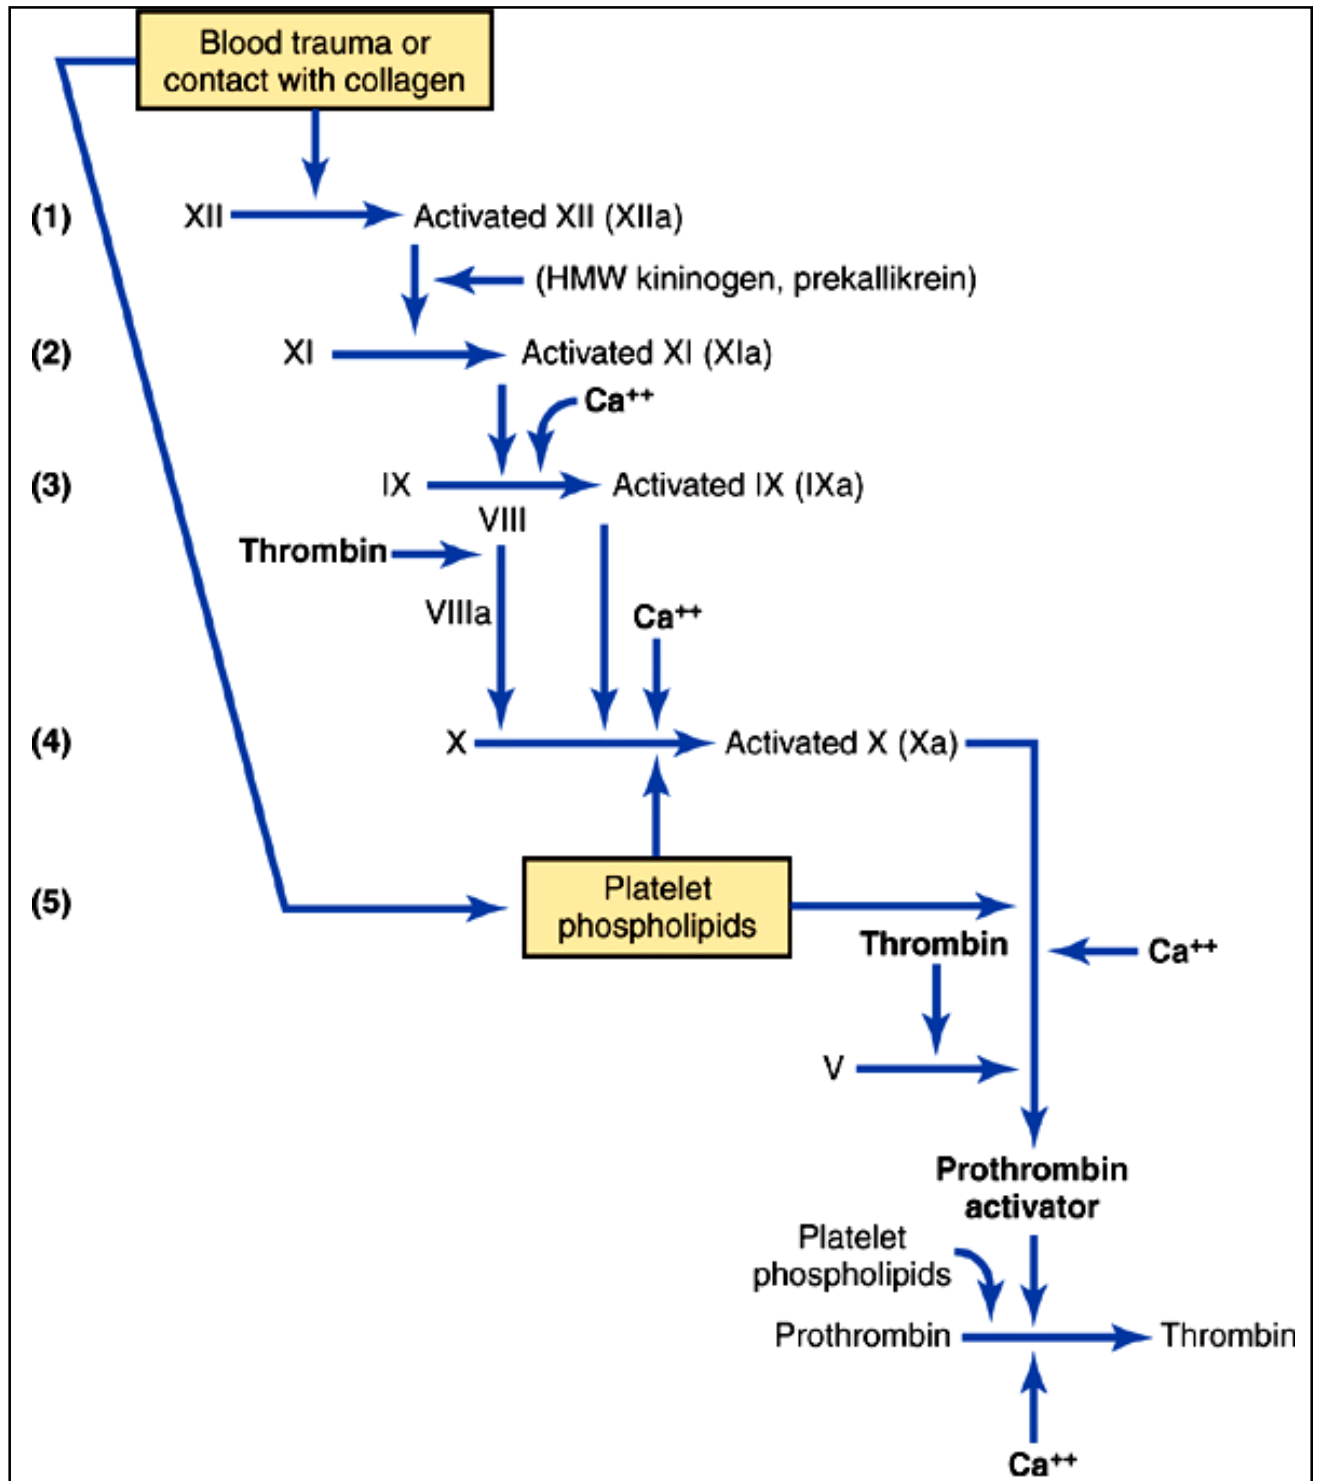 Blood trauma or
contact with collagen
(1) XII Activated XII (XIIa)
(HMW kininogen, prekallikrein)
(2) XI Activated XI (XIa)
Ca++
(3) IX Activated IX (IXa)
VIII
Thrombin
VIIIa Ca++
(4) X Activated X (Xa)
(5) Platelet
phospholipids
Thrombin Ca++
V
Prothrombin
activator
Platelet
phospholipids
Prothrombin Thrombin
Ca++